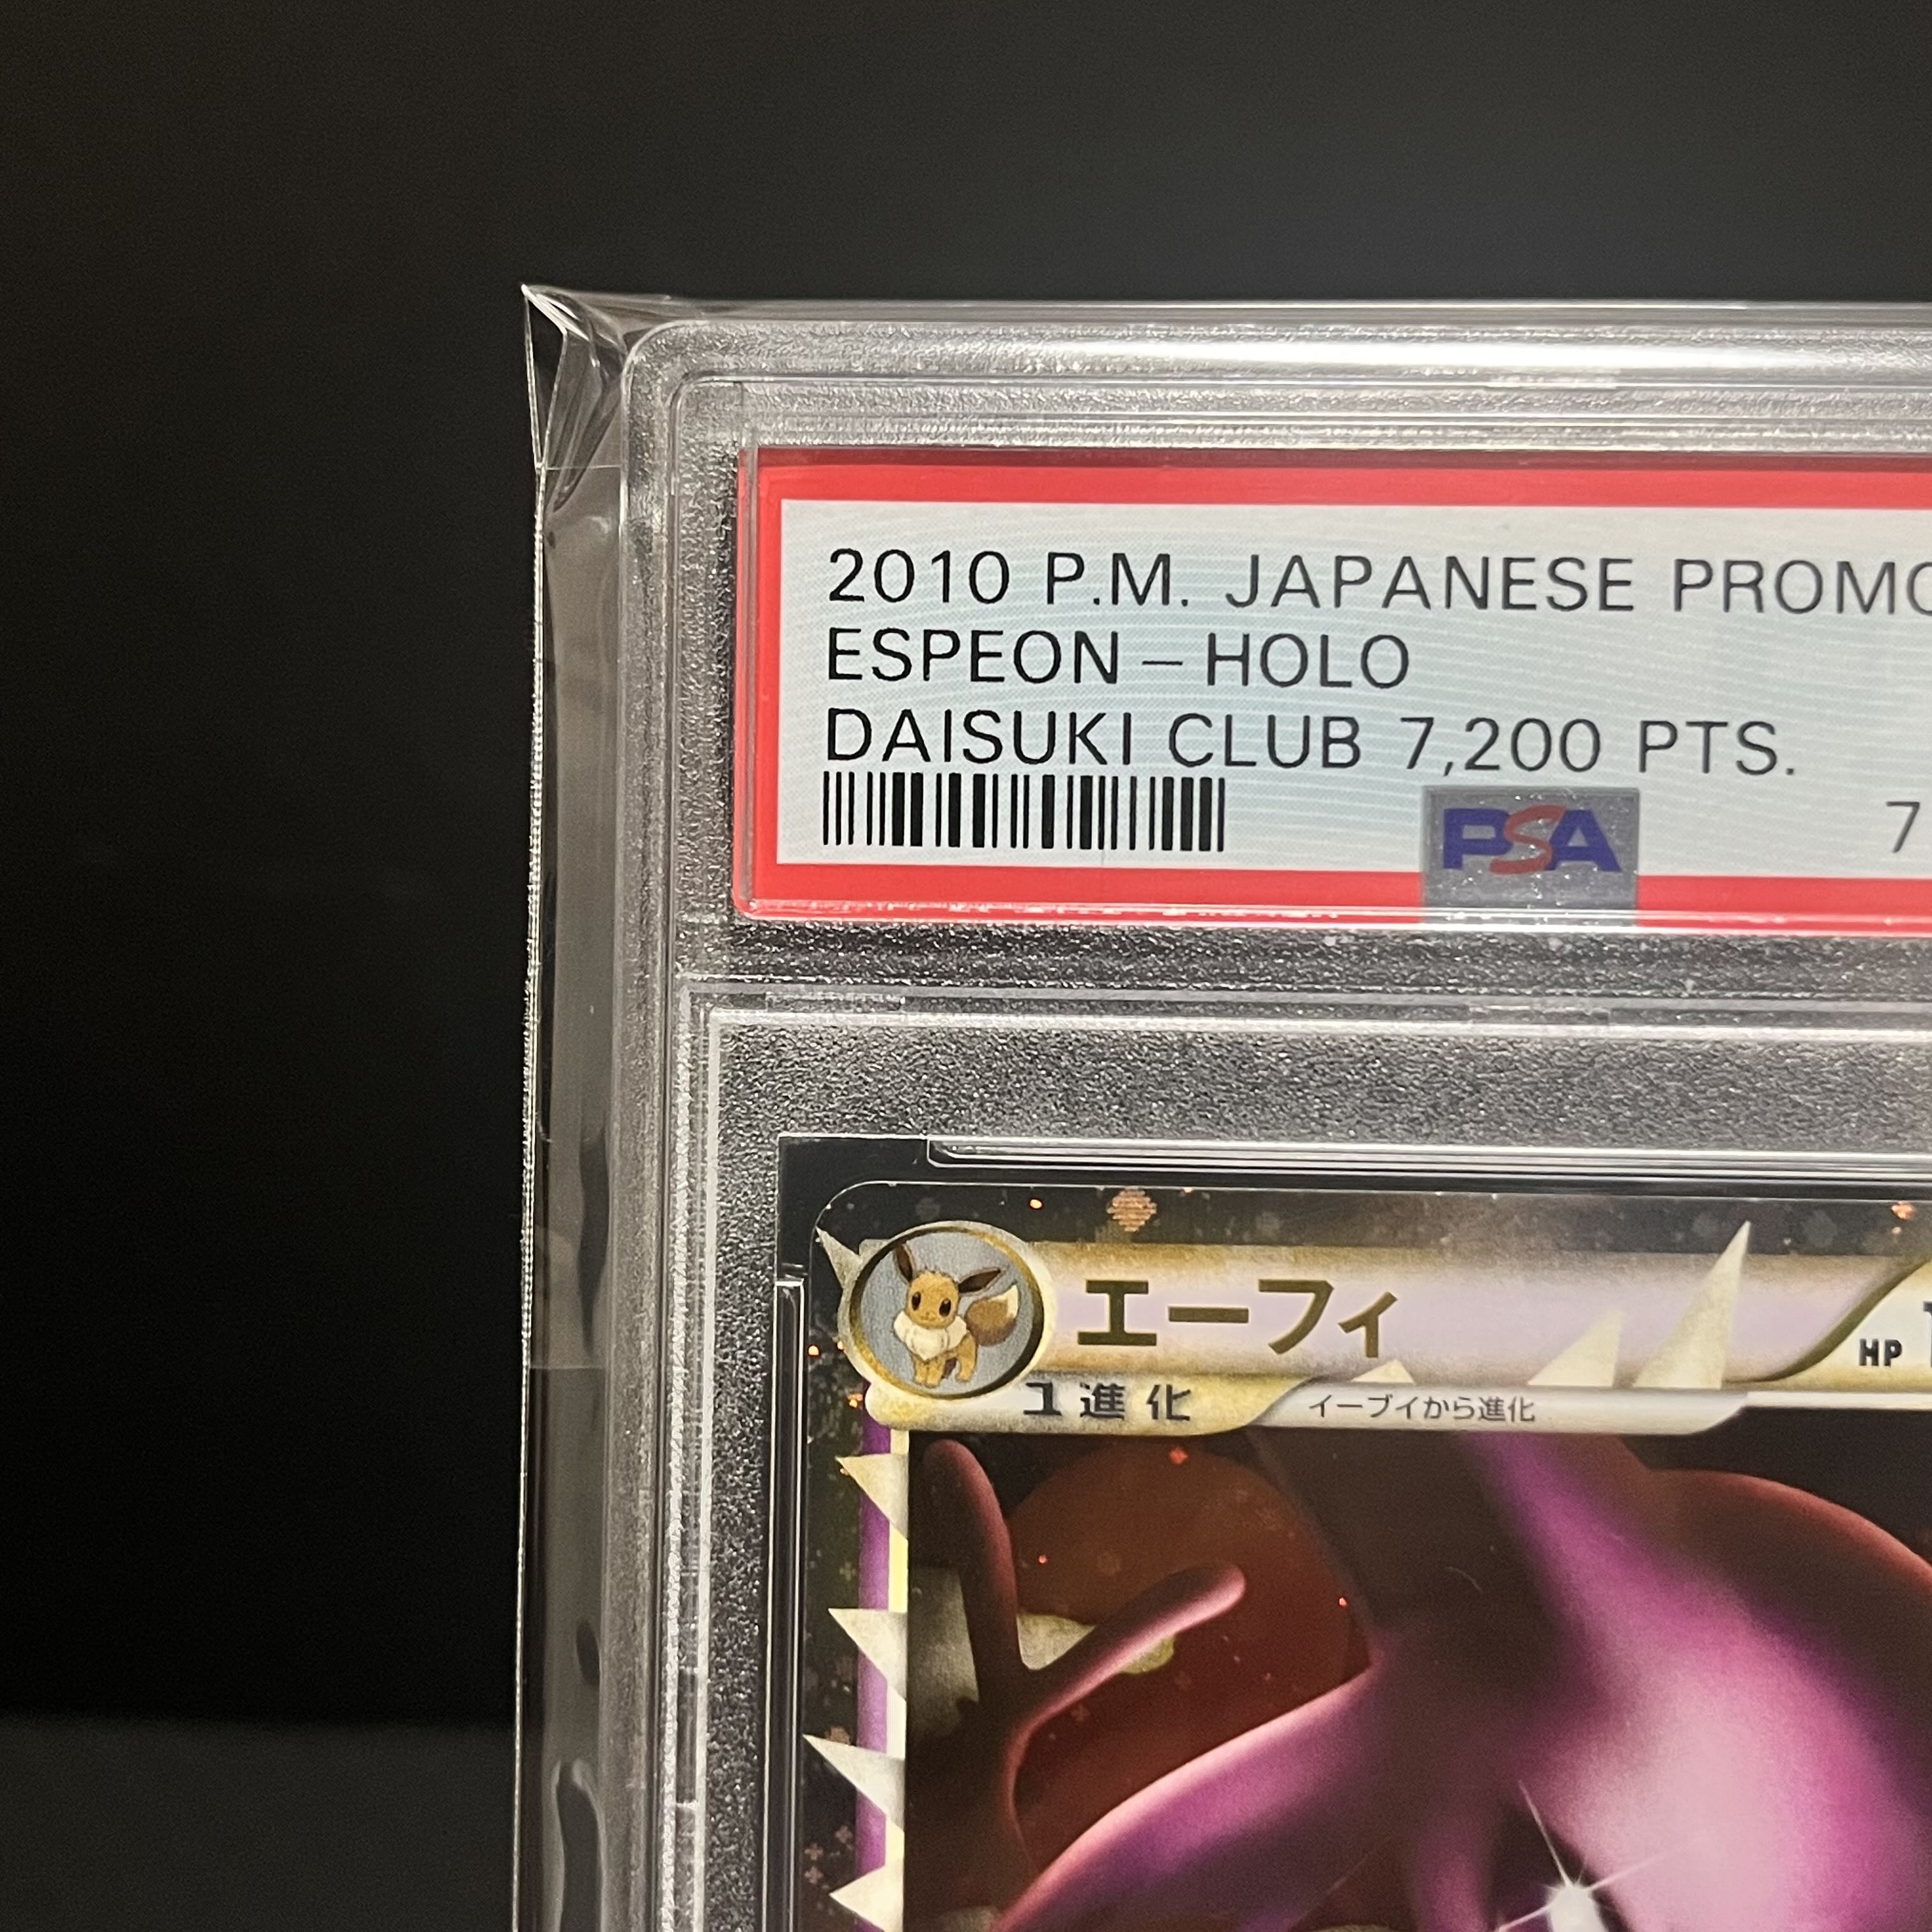 2010 P.M. JAPANESE PROMO
ESPEON – HOLO
DAISUKI CLUB 7,200 PTS.
PSA
7
エーフィ
HP
1進化
イーブイから進化